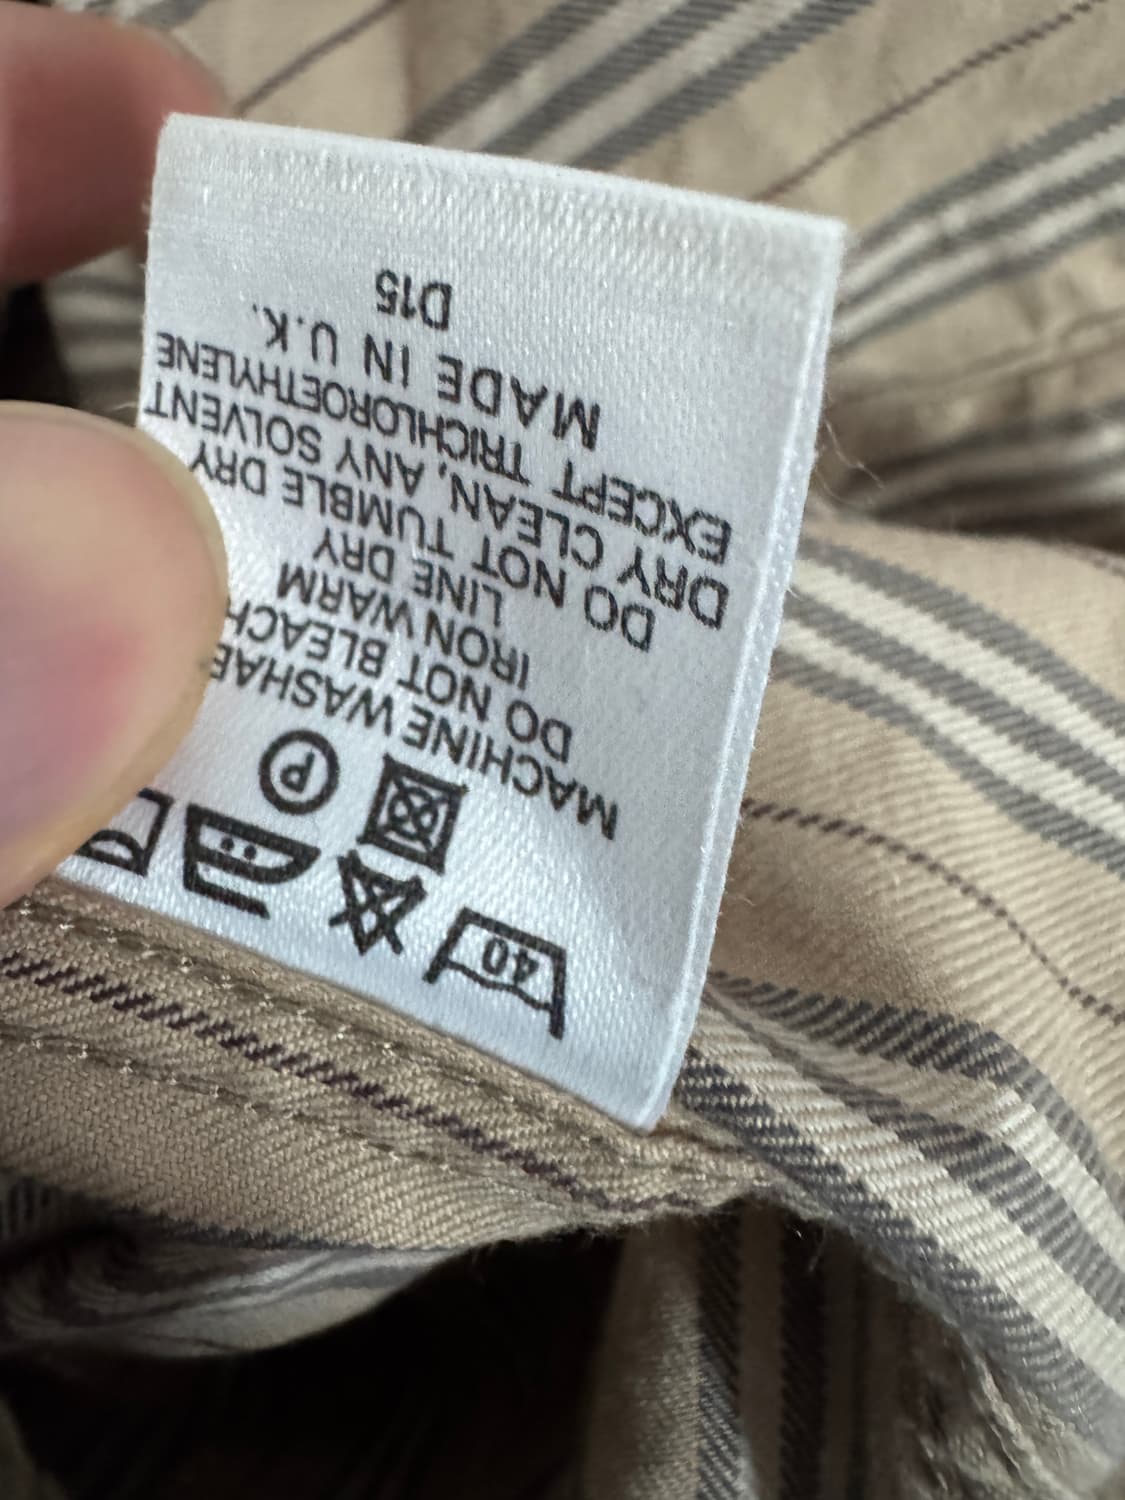 40
P
MACHINE WASHAB
DO NOT BLEACH
IRON WARM
LINE DRY
DO NOT TUMBLE DRY
DRY CLEAN, ANY SOLVENT
EXCEPT TRICHLOROETHYLENE
MADE IN U.K.
D15